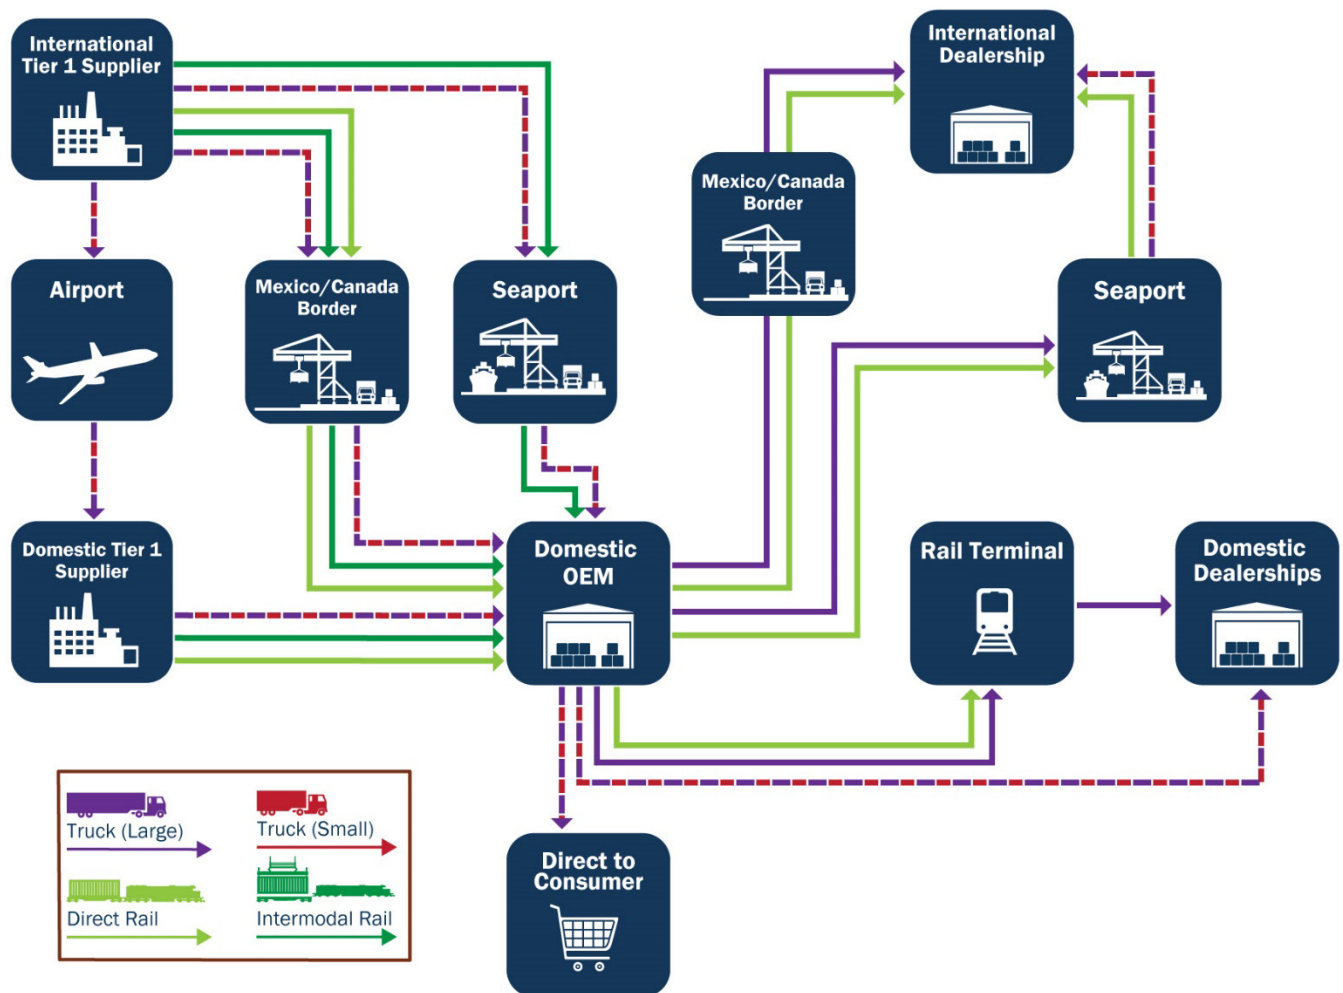 International
Tier 1 Supplier
International
Dealership
Mexico/Canada
Border
Airport
Mexico/Canada
Border
Seaport
Seaport
Domestic Tier 1
Supplier
Domestic
OEM
Rail Terminal
Domestic
Dealerships
Truck (Large)
Truck (Small)
Direct Rail
Intermodal Rail
Direct to
Consumer